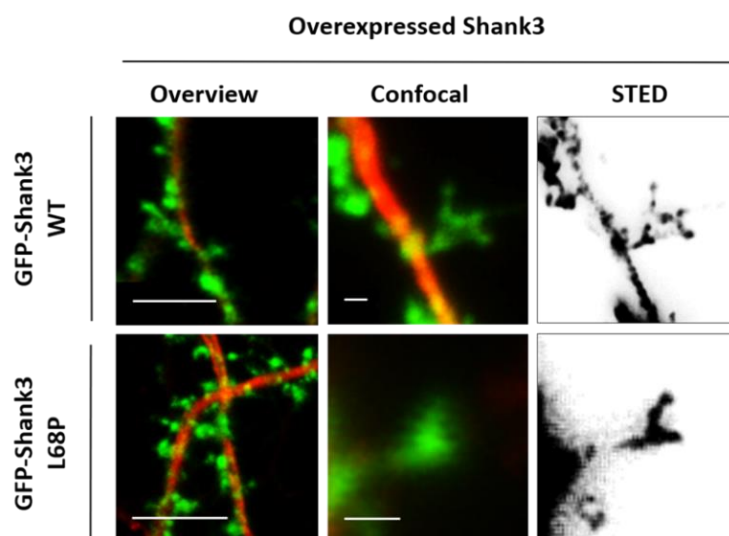 Overexpressed Shank3
Overview
Confocal
STED
GFP-Shank3
WT
GFP-Shank3
L68P